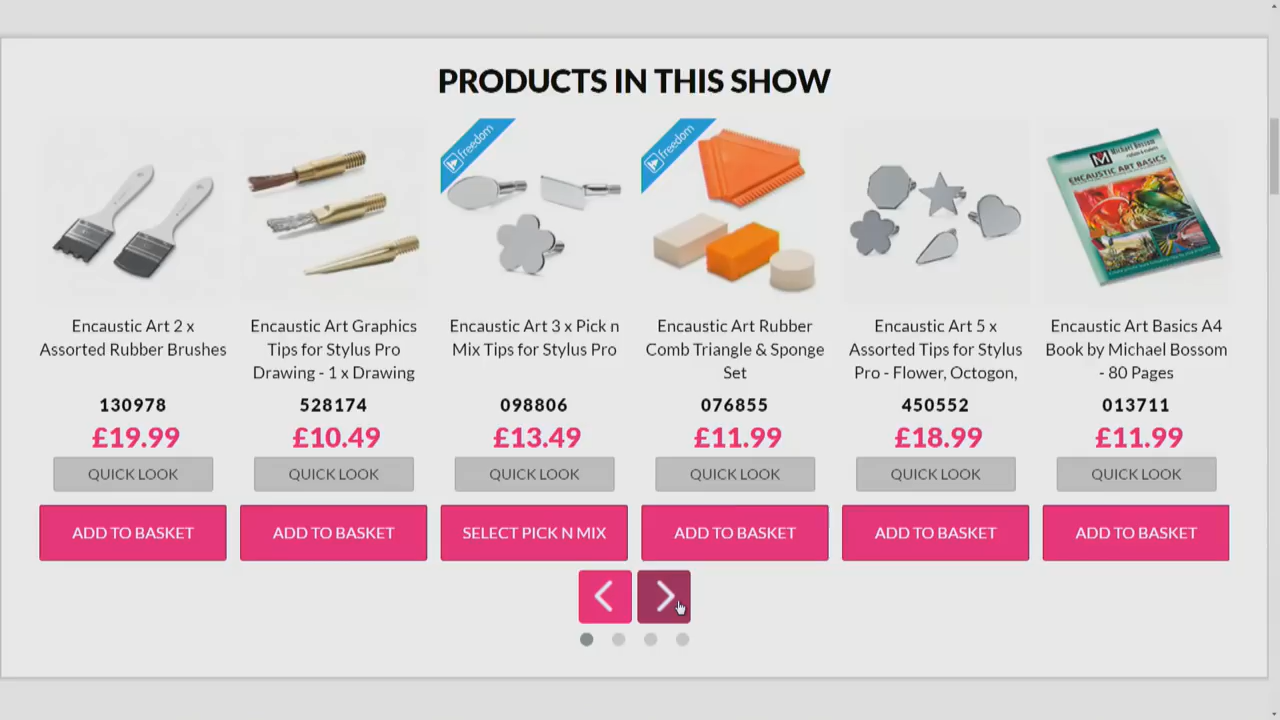 PRODUCTS IN THIS SHOW
freedom
freedom
Michael Bossom
ENCAUSTIC ART BASICS
Encaustic Art 2 x
Assorted Rubber Brushes
130978
£19.99
QUICK LOOK
ADD TO BASKET
Encaustic Art Graphics
Tips for Stylus Pro
Drawing - 1 x Drawing
528174
£10.49
QUICK LOOK
ADD TO BASKET
Encaustic Art 3 x Pick n
Mix Tips for Stylus Pro
098806
£13.49
QUICK LOOK
SELECT PICK N MIX
Encaustic Art Rubber
Comb Triangle & Sponge
Set
076855
£11.99
QUICK LOOK
ADD TO BASKET
Encaustic Art 5 x
Assorted Tips for Stylus
Pro - Flower, Octogon,
450552
£18.99
QUICK LOOK
ADD TO BASKET
Encaustic Art Basics A4
Book by Michael Bossom
- 80 Pages
013711
£11.99
QUICK LOOK
ADD TO BASKET